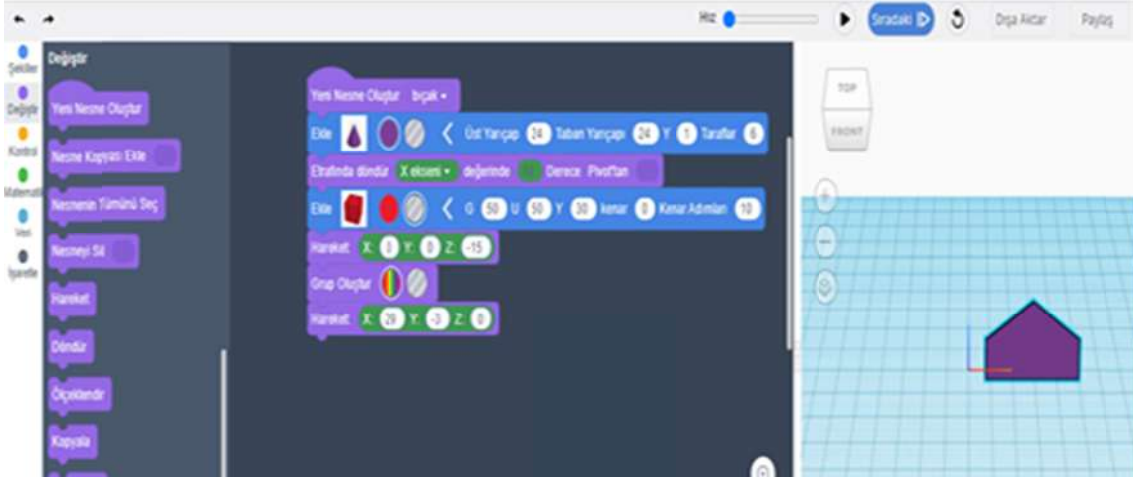 Hız Sıradaki Dışa Aktar Paylaş
Şekiller
Değiştir
Kontrol
Matematik
Veri
İşaretle
Değiştir
Yeni Nesne Oluştur
Nesne Kopyası Ekle
Nesnenin Tümünü Seç
Nesneyi Sil
Hareket
Döndür
Ölçeklendir
Kopyala
Yeni Nesne Oluştur bıçak
Ekle Üst Yarıçap 24 Taban Yarıçapı 24 Y 1 Taraflar 6
Etrafında döndür X ekseni değerinde Derece Pivottan
Ekle G 50 U 50 Y 30 kenar 0 Kenar Adımları 10
Hareket X: 0 Y: 0 Z: -15
Grup Oluştur
Hareket X: 29 Y: -3 Z: 0
TOP
FRONT